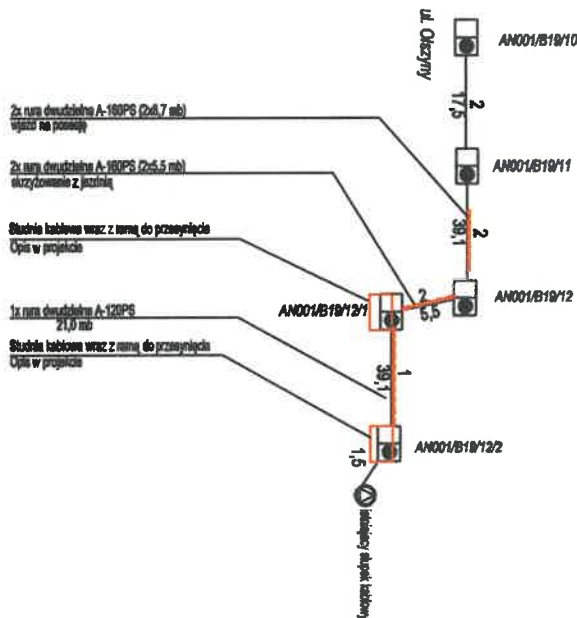 ul. Olszyny
AN001/B19/10
2
17,5
2x rura dwudzielna A-160PS (2x6,7 mb)
wjazd na posesję
AN001/B19/11
2x rura dwudzielna A-160PS (2x5,5 mb)
skrzyżowanie z jezdnią
2
39,1
Studnia kablowa wraz z ramą do przesunięcia
Opis w projekcie
AN001/B19/12
2
5,5
AN001/B19/12/1
1x rura dwudzielna A-120PS
21,0 mb
1
39,1
Studnia kablowa wraz z ramą do przesunięcia
Opis w projekcie
AN001/B19/12/2
1,5
istniejący słupek kablowy